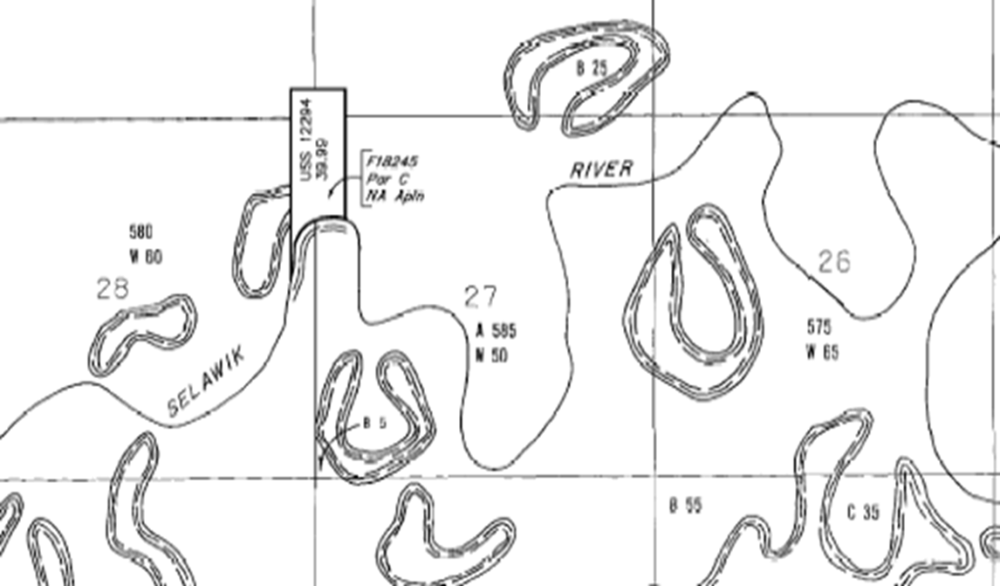 B 25
USS 12294
39.99
F18245
Par C
NA Apln
RIVER
580
W 60
28
27
A 585
W 50
26
575
W 65
SELAWIK
B 5
B 55
C 35